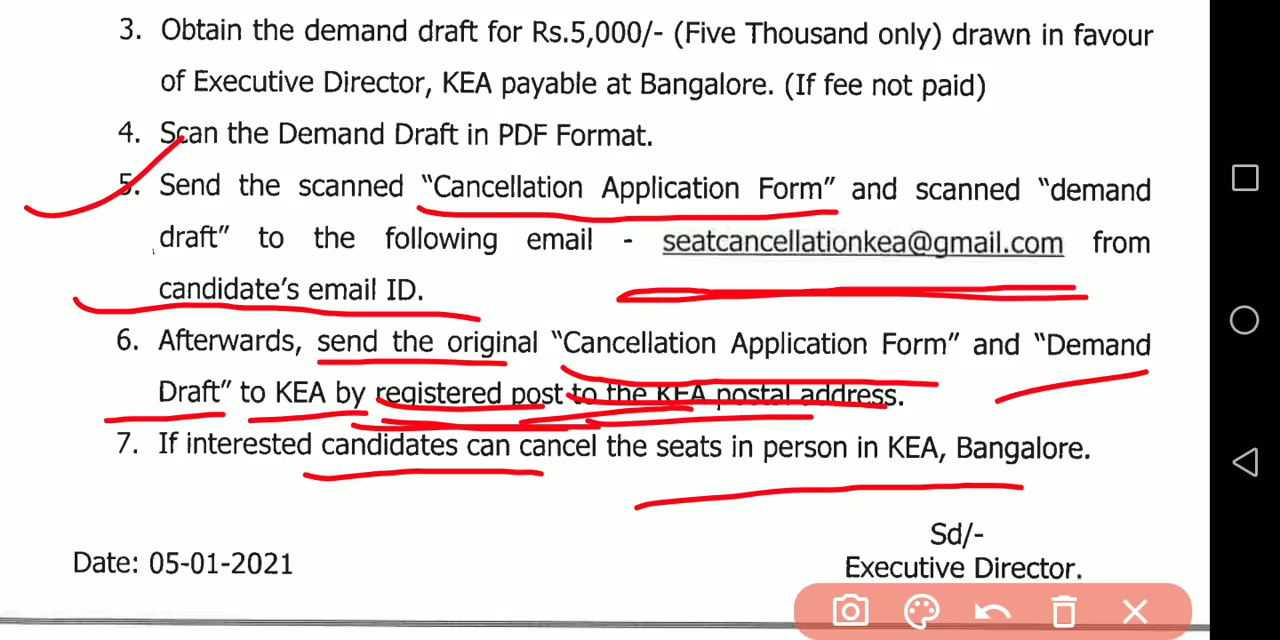 3. Obtain the demand draft for Rs.5,000/- (Five Thousand only) drawn in favour
of Executive Director, KEA payable at Bangalore. (If fee not paid)
4. Scan the Demand Draft in PDF Format.
5. Send the scanned "Cancellation Application Form" and scanned "demand
draft" to the following email - seatcancellationkea@gmail.com from
candidate's email ID.
6. Afterwards, send the original "Cancellation Application Form" and "Demand
Draft" to KEA by registered post to the KEA postal address.
7. If interested candidates can cancel the seats in person in KEA, Bangalore.
Sd/-
Date: 05-01-2021
Executive Director.